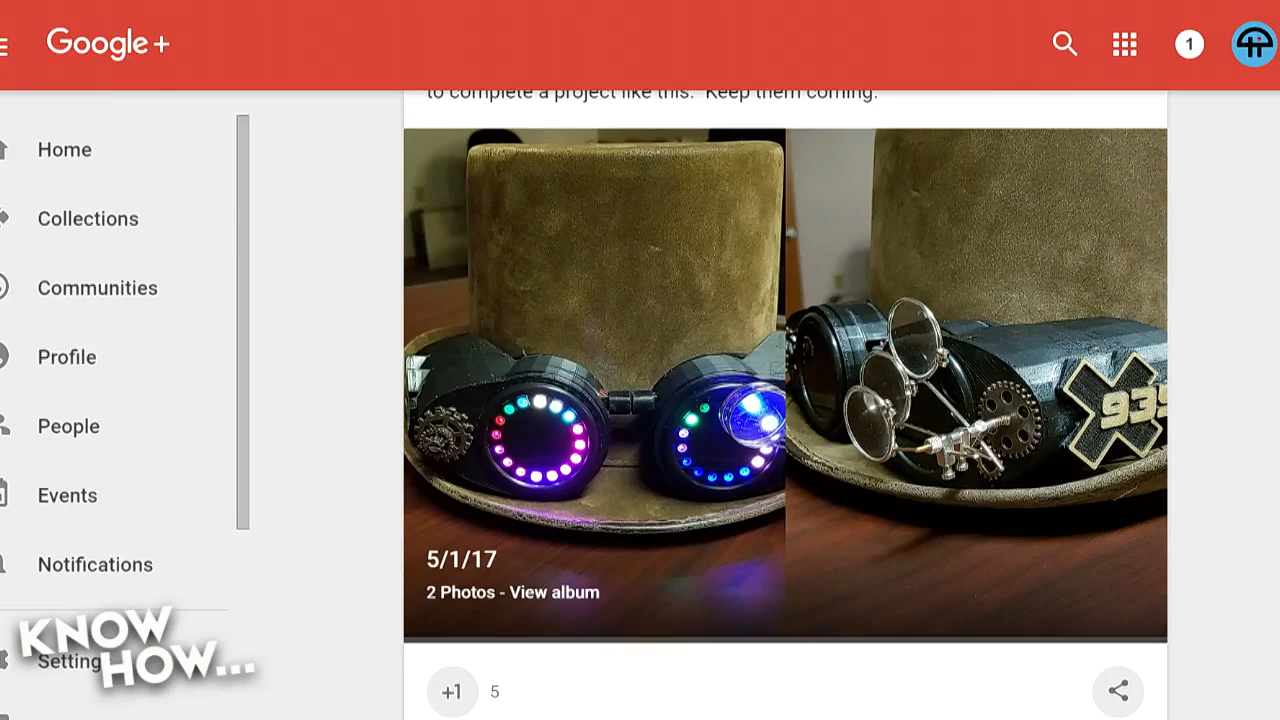 Google+
1
to complete a project like this. Keep them coming.
Home
Collections
Communities
Profile
People
Events
Notifications
Setting
KNOW
HOW...
939
5/1/17
2 Photos - View album
+1
5